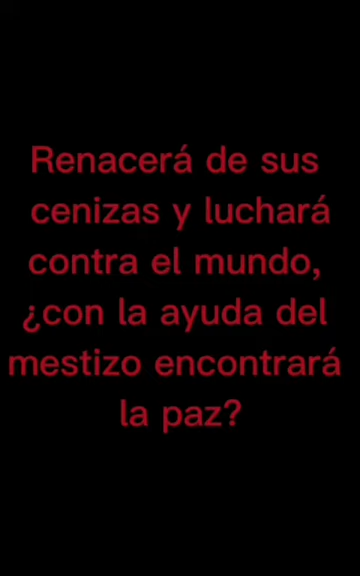 Renacerá de sus
cenizas y luchará
contra el mundo,
¿con la ayuda del
mestizo encontrará
la paz?